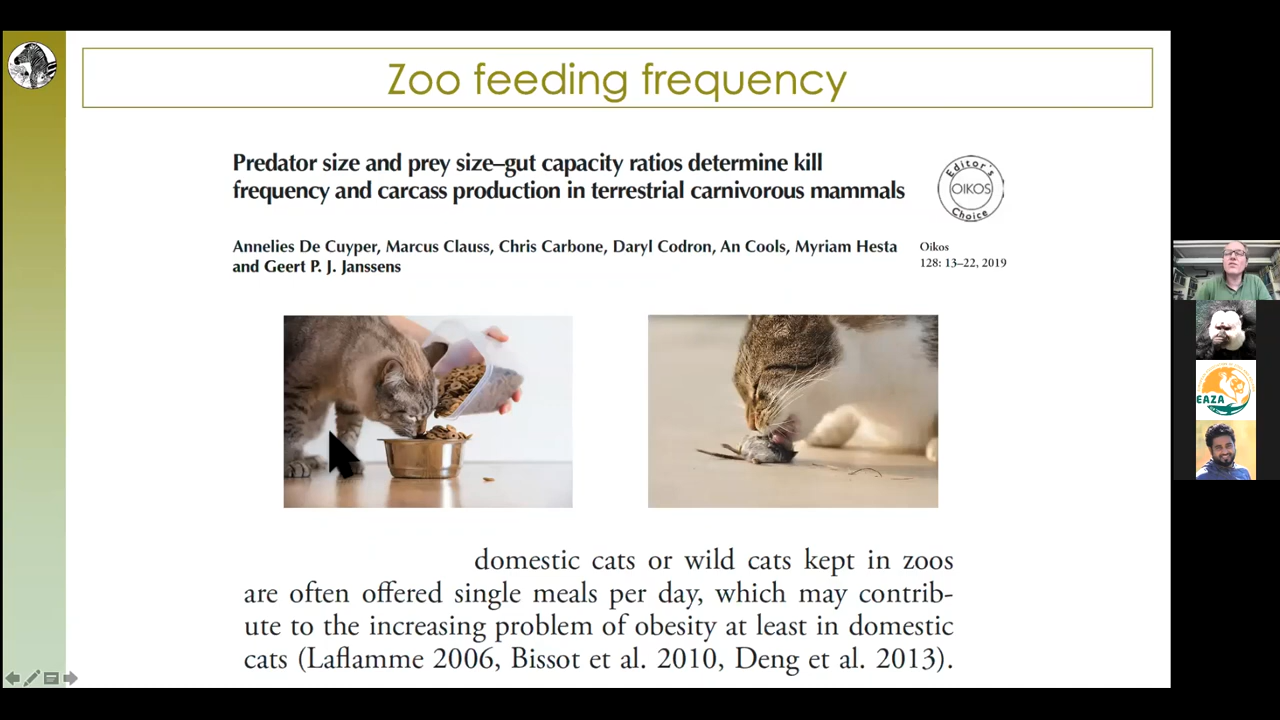 Zoo feeding frequency
Predator size and prey size–gut capacity ratios determine kill
frequency and carcass production in terrestrial carnivorous mammals
Editor's
OIKOS
Choice
Annelies De Cuyper, Marcus Clauss, Chris Carbone, Daryl Codron, An Cools, Myriam Hesta
and Geert P. J. Janssens
Oikos
128: 13–22, 2019
domestic cats or wild cats kept in zoos
are often offered single meals per day, which may contrib-
ute to the increasing problem of obesity at least in domestic
cats (Laflamme 2006, Bissot et al. 2010, Deng et al. 2013).
EAZA